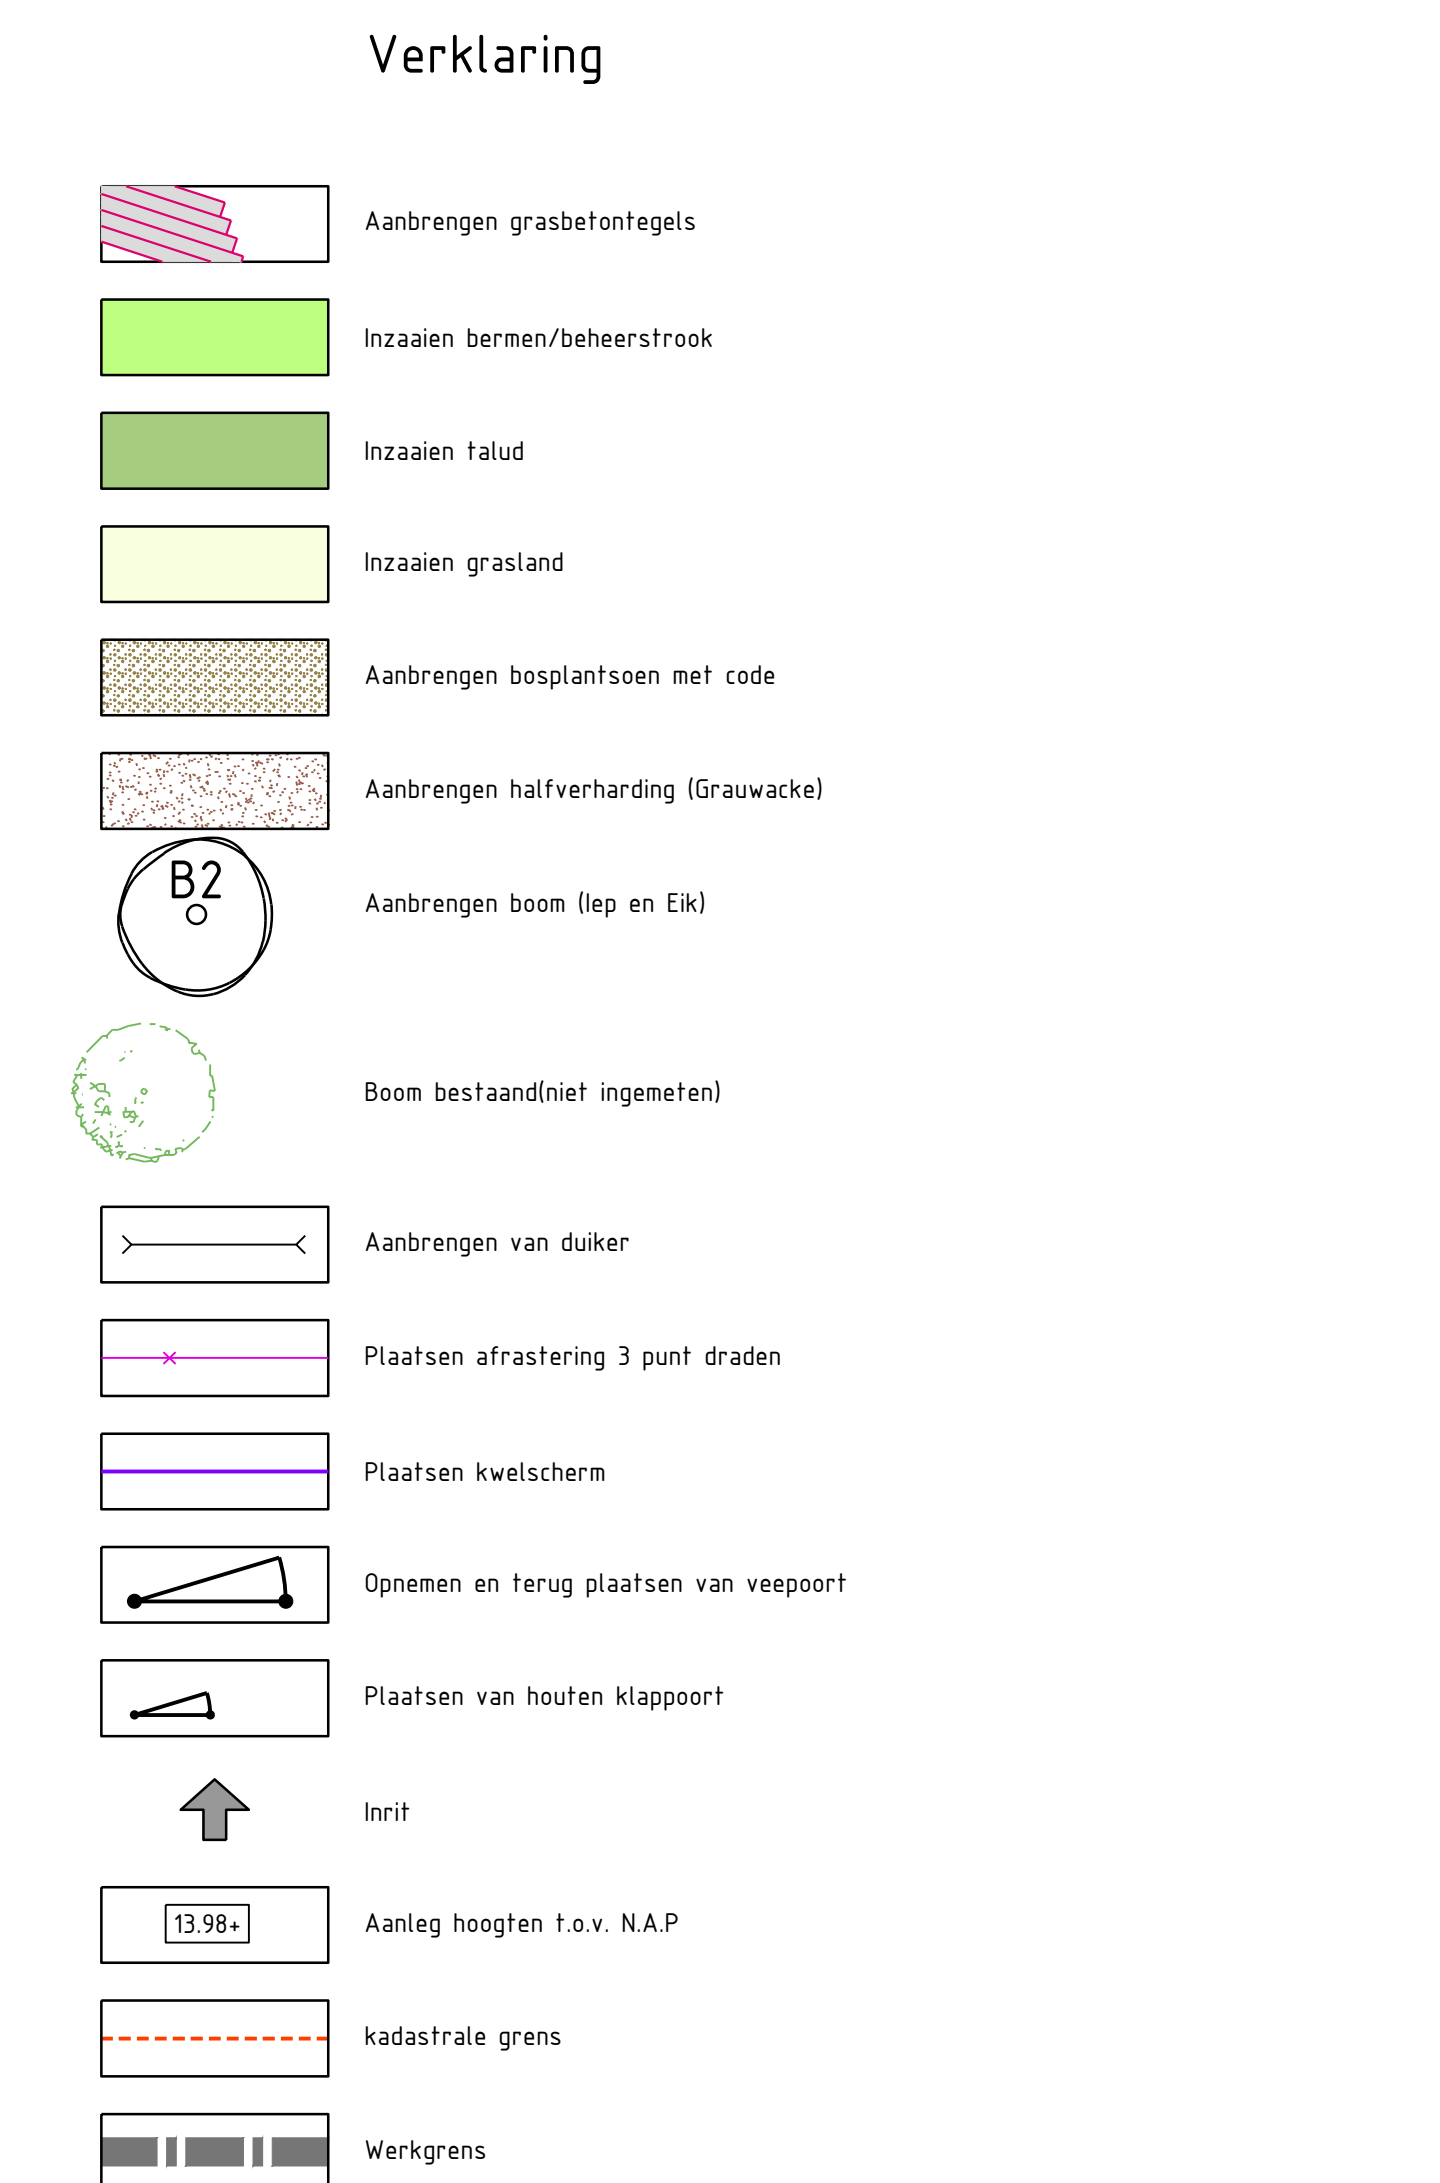 Verklaring
Aanbrengen grasbetontegels
Inzaaien bermen/beheerstrook
Inzaaien talud
Inzaaien grasland
Aanbrengen bosplantsoen met code
Aanbrengen halfverharding (Grauwacke)
B2
Aanbrengen boom (Iep en Eik)
Boom bestaand(niet ingemeten)
Aanbrengen van duiker
Plaatsen afrastering 3 punt draden
Plaatsen kwelscherm
Opnemen en terug plaatsen van veepoort
Plaatsen van houten klappoort
Inrit
13.98+
Aanleg hoogten t.o.v. N.A.P
kadastrale grens
Werkgrens